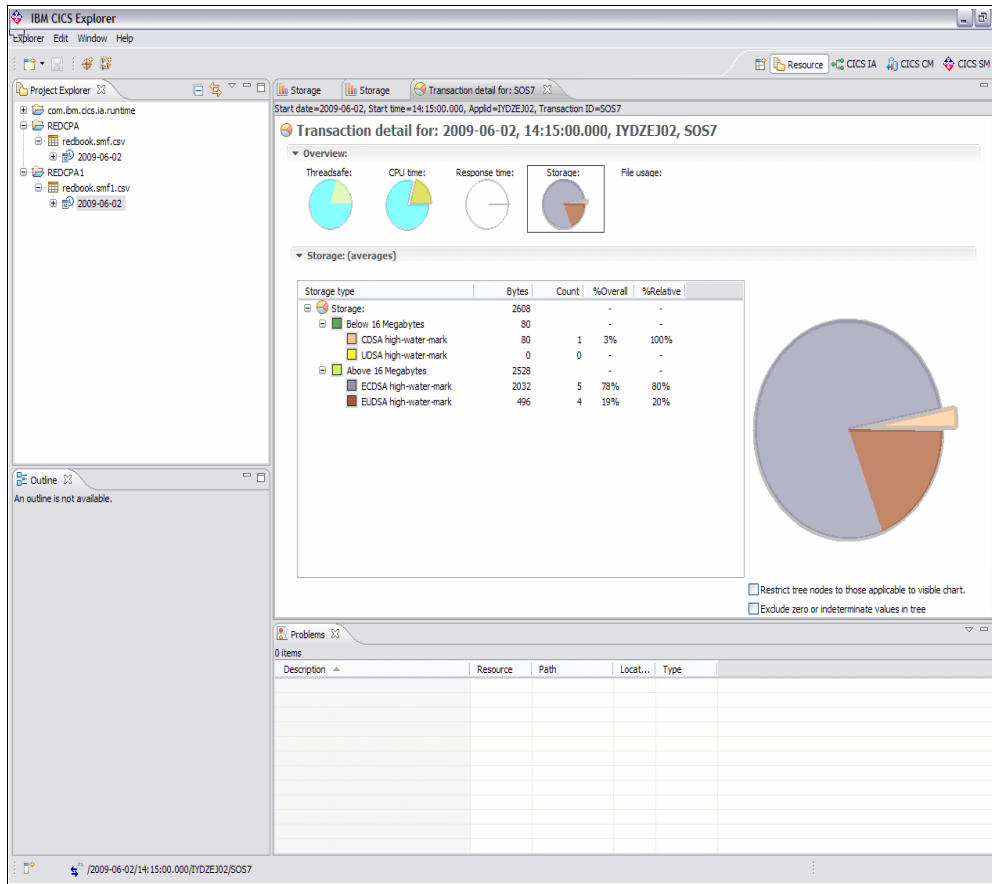 IBM CICS Explorer
Explorer Edit Window Help
Resource CICS IA CICS CM CICS SM
Project Explorer
com.ibm.cics.ia.runtime
REDCPA
redbook.smf.csv
2009-06-02
REDCPA1
redbook.smf1.csv
2009-06-02
Outline
An outline is not available.
Storage Storage Transaction detail for: SOS7
Start date=2009-06-02, Start time=14:15:00.000, Applid=IYDZEJ02, Transaction ID=SOS7
Transaction detail for: 2009-06-02, 14:15:00.000, IYDZEJ02, SOS7
Overview:
Threadsafe: CPU time: Response time: Storage: File usage:
Storage: (averages)
Storage type Bytes Count %Overall %Relative
Storage: 2608 - -
Below 16 Megabytes 80 - -
CDSA high-water-mark 80 1 3% 100%
UDSA high-water-mark 0 0 - -
Above 16 Megabytes 2528 - -
ECDSA high-water-mark 2032 5 78% 80%
EUDSA high-water-mark 496 4 19% 20%
Restrict tree nodes to those applicable to visible chart.
Exclude zero or indeterminate values in tree
Problems
0 items
Description Resource Path Locat... Type
/2009-06-02/14:15:00.000/IYDZEJ02/SOS7